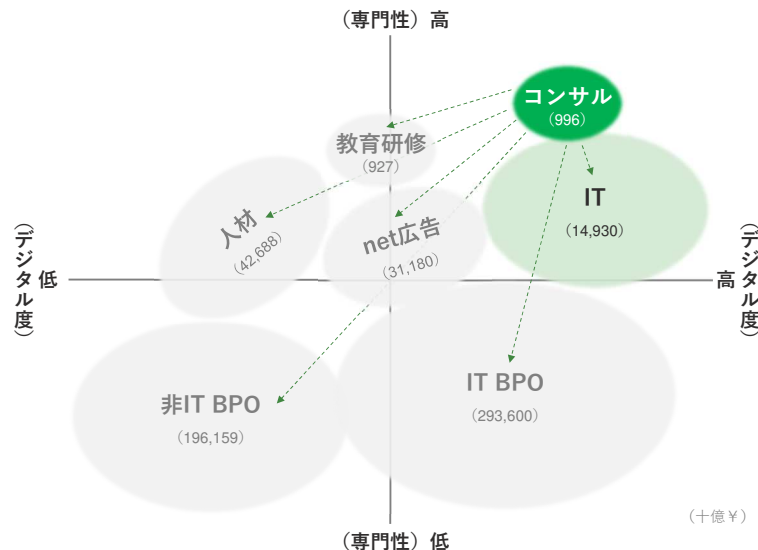 （専門性）高
コンサル
（996）
教育研修
（927）
IT
（14,930）
人材
（42,688）
net広告
（31,180）
（デジタル度）
低
高
（デジタル度）
IT BPO
（293,600）
非IT BPO
（196,159）
（十億￥）
（専門性）低